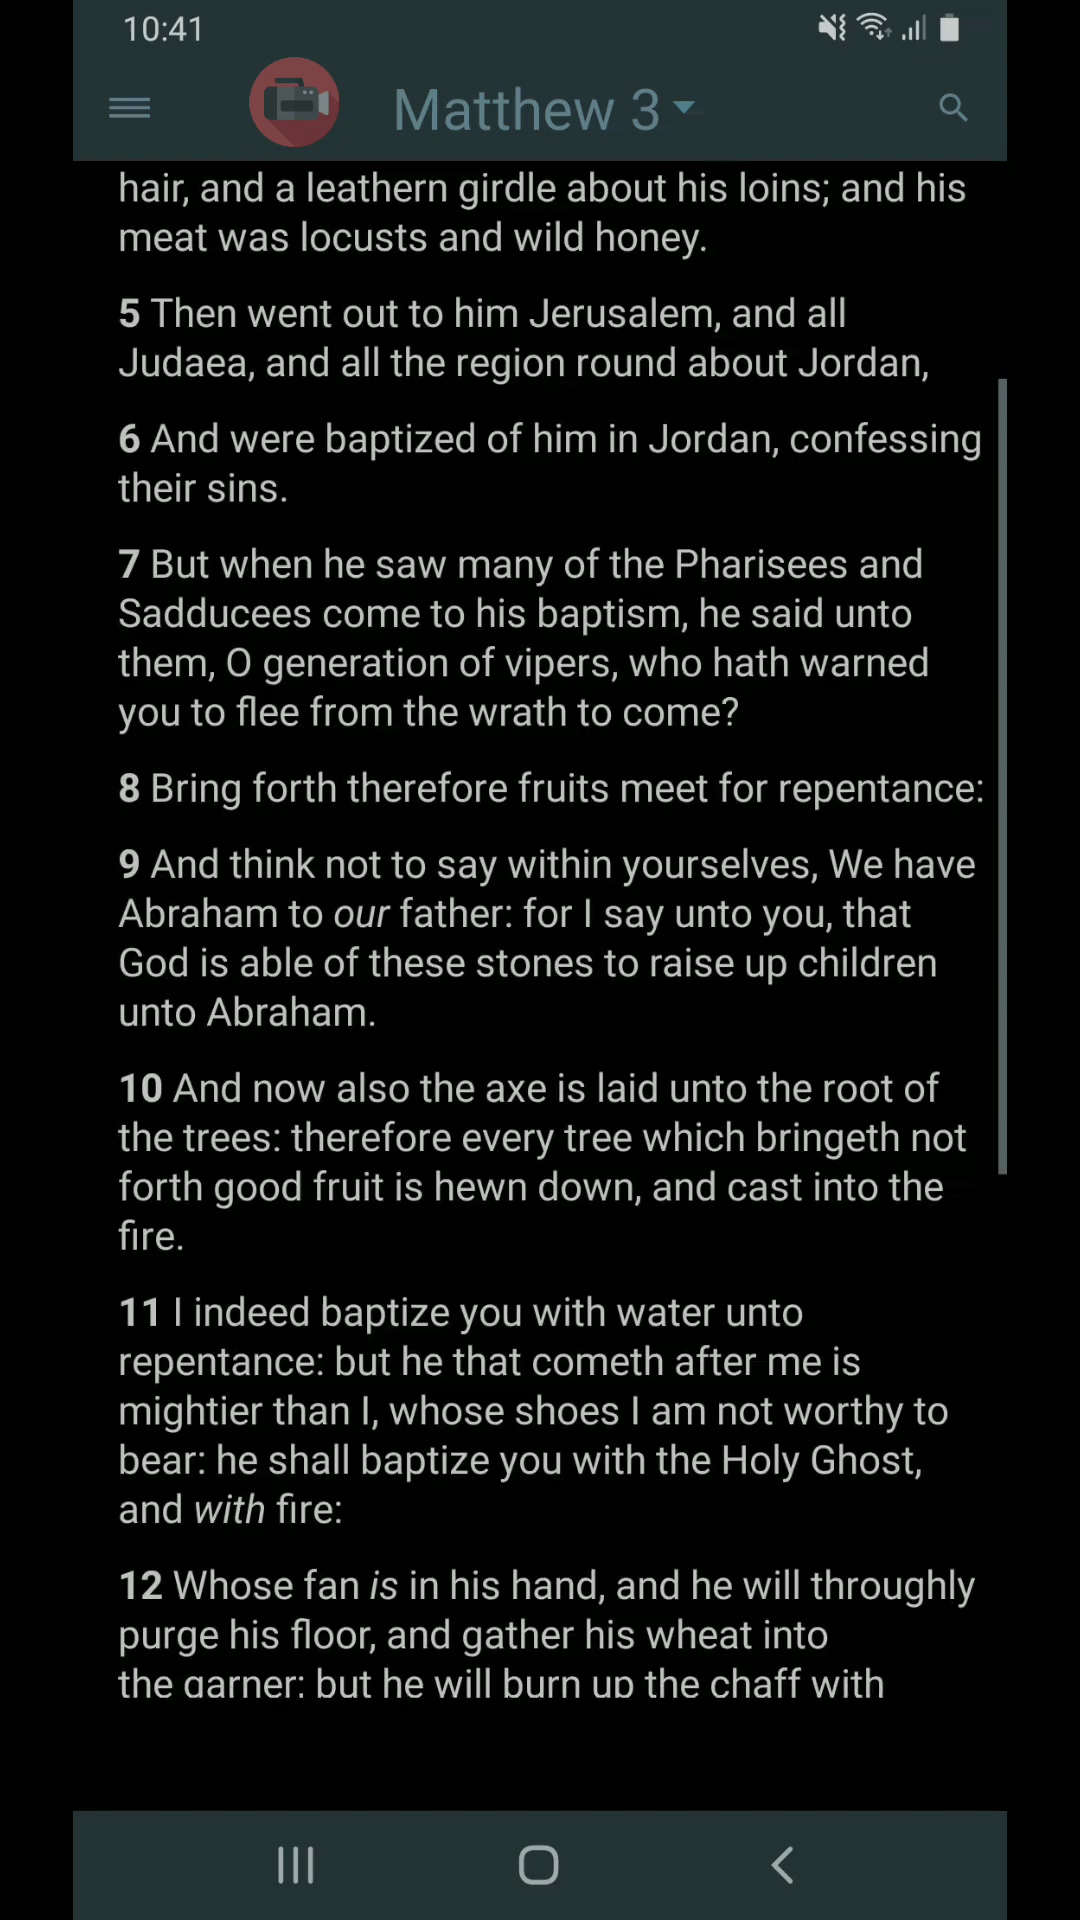 10:41
Matthew 3
hair, and a leathern girdle about his loins; and his
meat was locusts and wild honey.
5 Then went out to him Jerusalem, and all
Judaea, and all the region round about Jordan,
6 And were baptized of him in Jordan, confessing
their sins.
7 But when he saw many of the Pharisees and
Sadducees come to his baptism, he said unto
them, O generation of vipers, who hath warned
you to flee from the wrath to come?
8 Bring forth therefore fruits meet for repentance:
9 And think not to say within yourselves, We have
Abraham to our father: for I say unto you, that
God is able of these stones to raise up children
unto Abraham.
10 And now also the axe is laid unto the root of
the trees: therefore every tree which bringeth not
forth good fruit is hewn down, and cast into the
fire.
11 I indeed baptize you with water unto
repentance: but he that cometh after me is
mightier than I, whose shoes I am not worthy to
bear: he shall baptize you with the Holy Ghost,
and with fire:
12 Whose fan is in his hand, and he will throughly
purge his floor, and gather his wheat into
the garner: but he will burn up the chaff with